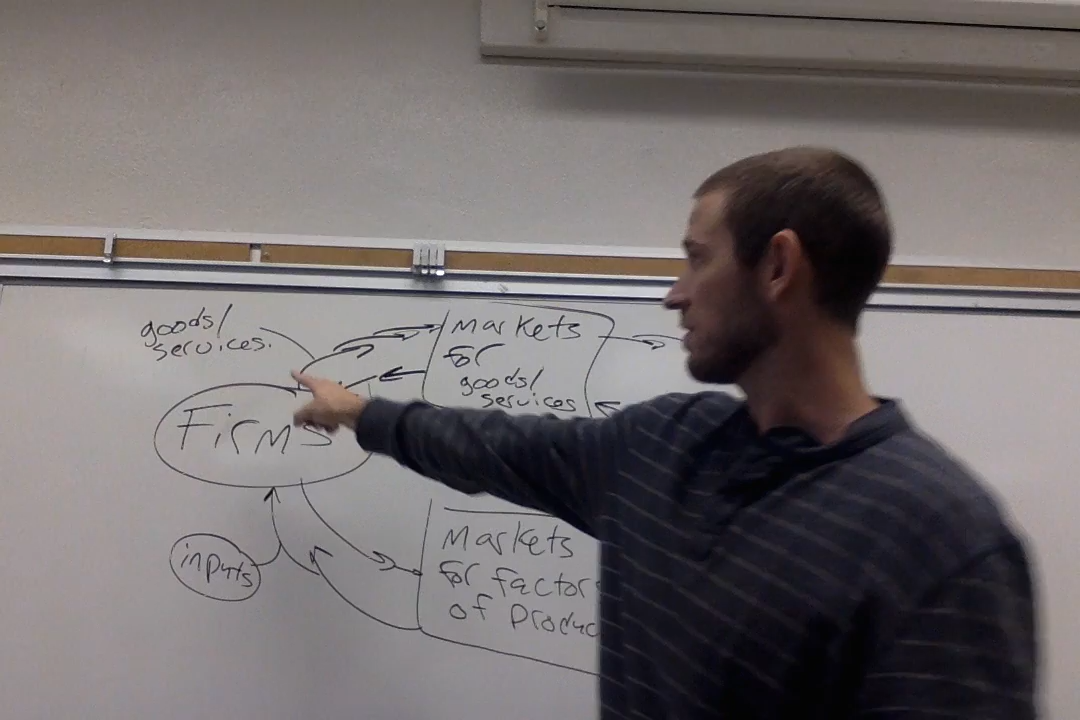 goods/
services.
Firms
inputs
Markets
for
goods/
services
Markets
for factor
of Produc